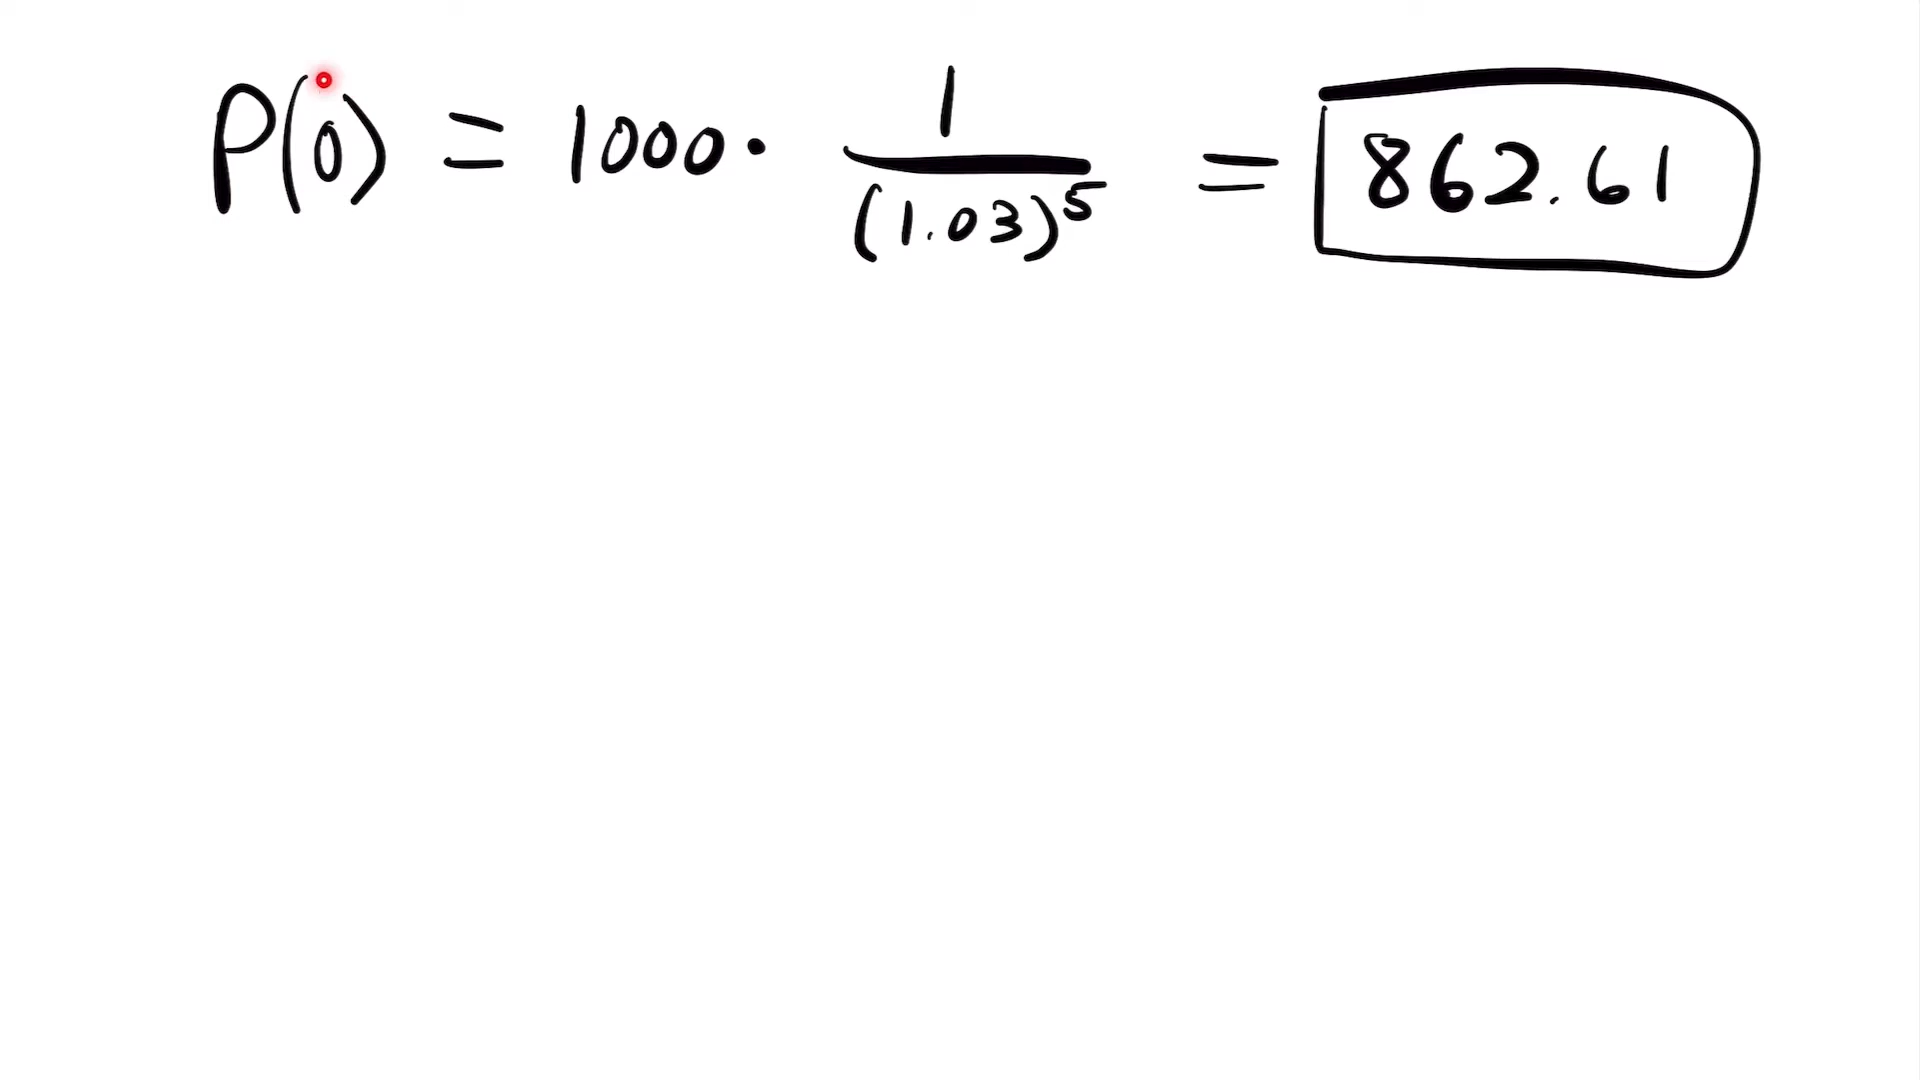 P(0) = 1000 · 1/(1.03)^5 = 862.61